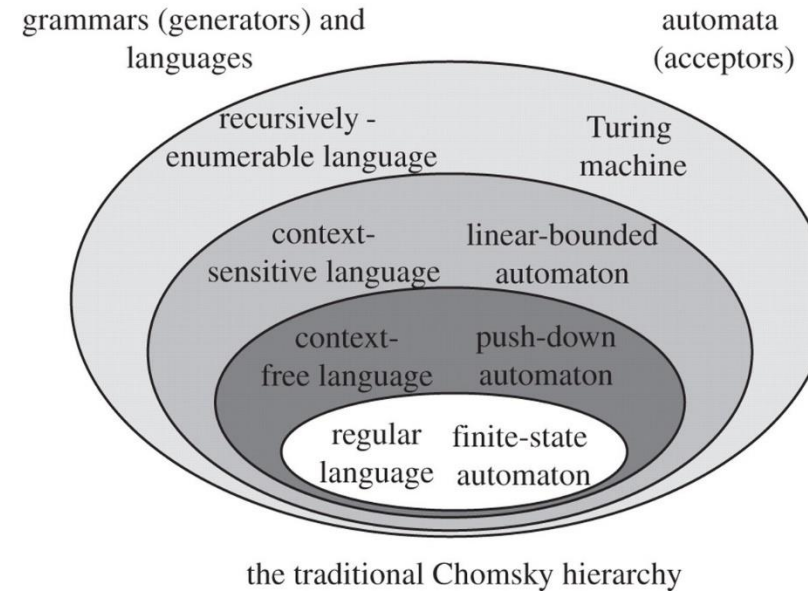 grammars (generators) and
languages
automata
(acceptors)
recursively -
enumerable language
Turing
machine
context-
sensitive language
linear-bounded
automaton
context-
free language
push-down
automaton
regular
language
finite-state
automaton
the traditional Chomsky hierarchy